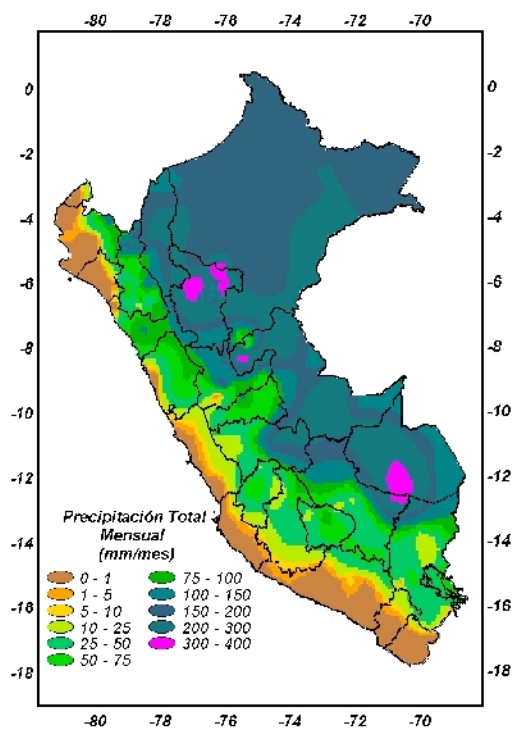 -80 -78 -76 -74 -72 -70
0 0
-2 -2
-4 -4
-6 -6
-8 -8
-10 -10
-12 -12
-14 -14
-16 -16
-18 -18
Precipitación Total
Mensual
(mm/mes)
0 - 1 75 - 100
1 - 5 100 - 150
5 - 10 150 - 200
10 - 25 200 - 300
25 - 50 300 - 400
50 - 75
-80 -78 -76 -74 -72 -70